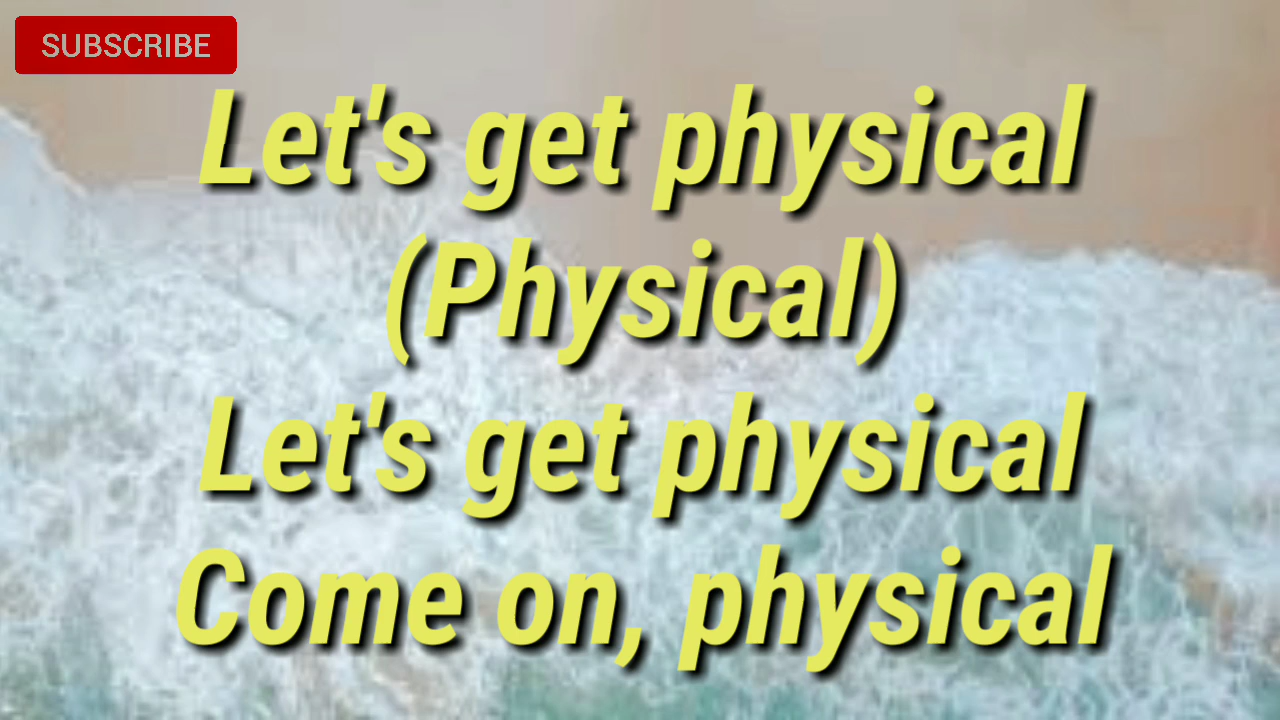 SUBSCRIBE
Let's get physical
(Physical)
Let's get physical
Come on, physical